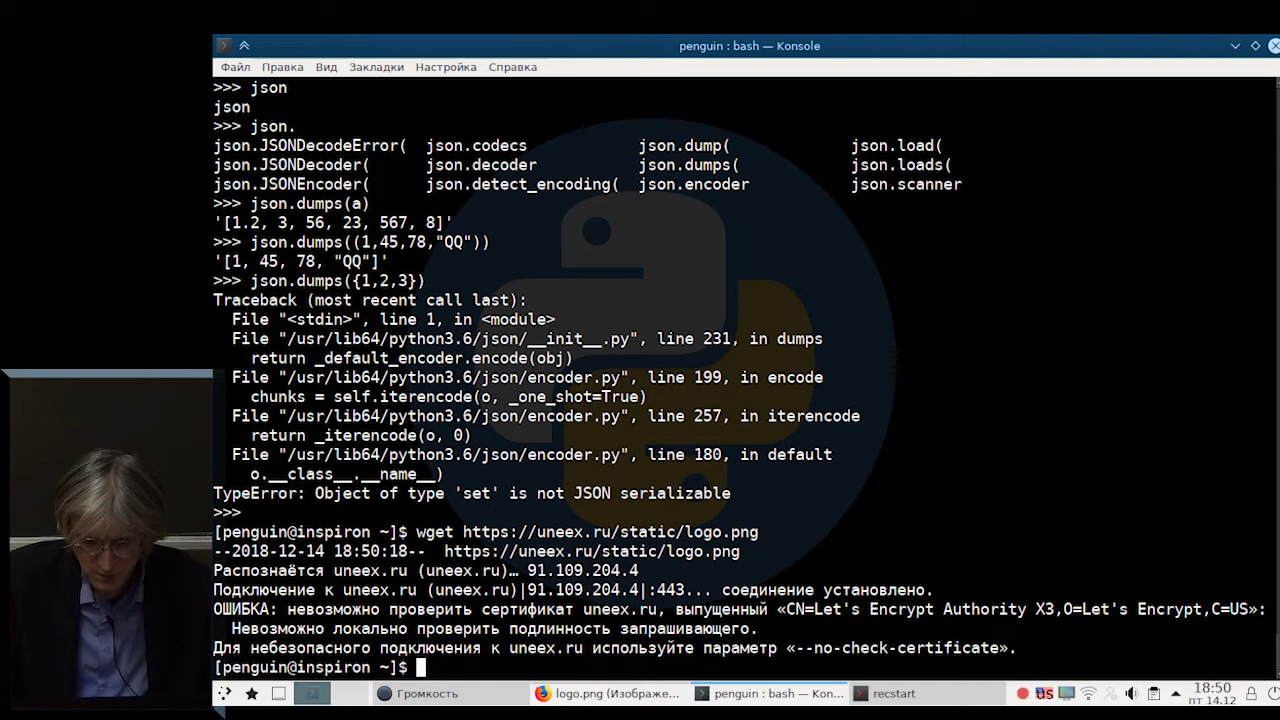 penguin : bash — Konsole
Файл Правка Вид Закладки Настройка Справка
>>> json
json
>>> json.
json.JSONDecodeError( json.codecs json.dump( json.load(
json.JSONDecoder( json.decoder json.dumps( json.loads(
json.JSONEncoder( json.detect_encoding( json.encoder json.scanner
>>> json.dumps(a)
'[1.2, 3, 56, 23, 567, 8]'
>>> json.dumps((1,45,78,"QQ"))
'[1, 45, 78, "QQ"]'
>>> json.dumps({1,2,3})
Traceback (most recent call last):
File "<stdin>", line 1, in <module>
File "/usr/lib64/python3.6/json/__init__.py", line 231, in dumps
return _default_encoder.encode(obj)
File "/usr/lib64/python3.6/json/encoder.py", line 199, in encode
chunks = self.iterencode(o, _one_shot=True)
File "/usr/lib64/python3.6/json/encoder.py", line 257, in iterencode
return _iterencode(o, 0)
File "/usr/lib64/python3.6/json/encoder.py", line 180, in default
o.__class__.__name__)
TypeError: Object of type 'set' is not JSON serializable
>>>
[penguin@inspiron ~]$ wget https://uneex.ru/static/logo.png
--2018-12-14 18:50:18-- https://uneex.ru/static/logo.png
Распознаётся uneex.ru (uneex.ru)… 91.109.204.4
Подключение к uneex.ru (uneex.ru)|91.109.204.4|:443... соединение установлено.
ОШИБКА: невозможно проверить сертификат uneex.ru, выпущенный «CN=Let's Encrypt Authority X3,O=Let's Encrypt,C=US»:
Невозможно локально проверить подлинность запрашивающего.
Для небезопасного подключения к uneex.ru используйте параметр «--no-check-certificate».
[penguin@inspiron ~]$
Громкость logo.png (Изображе... penguin : bash — Kon... recstart us 18:50
пт 14.12